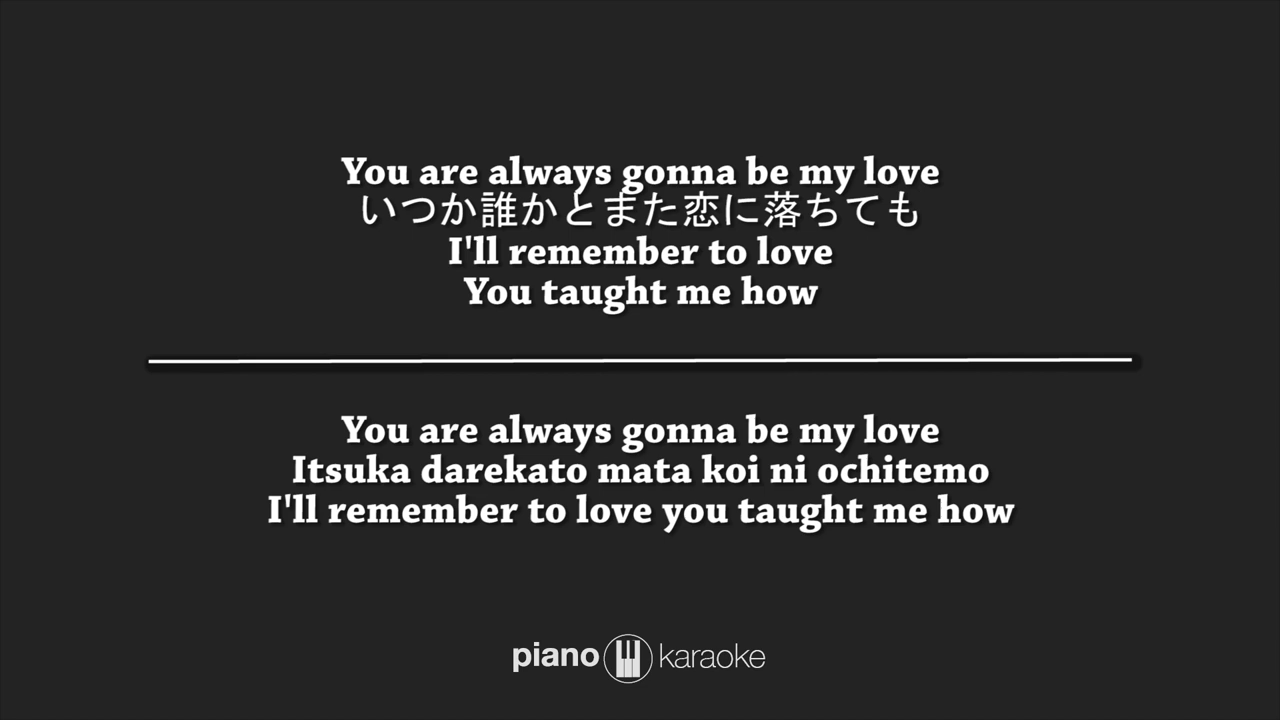 You are always gonna be my love
いつか誰かとまた恋に落ちても
I'll remember to love
You taught me how
You are always gonna be my love
Itsuka darekato mata koi ni ochitemo
I'll remember to love you taught me how
piano karaoke